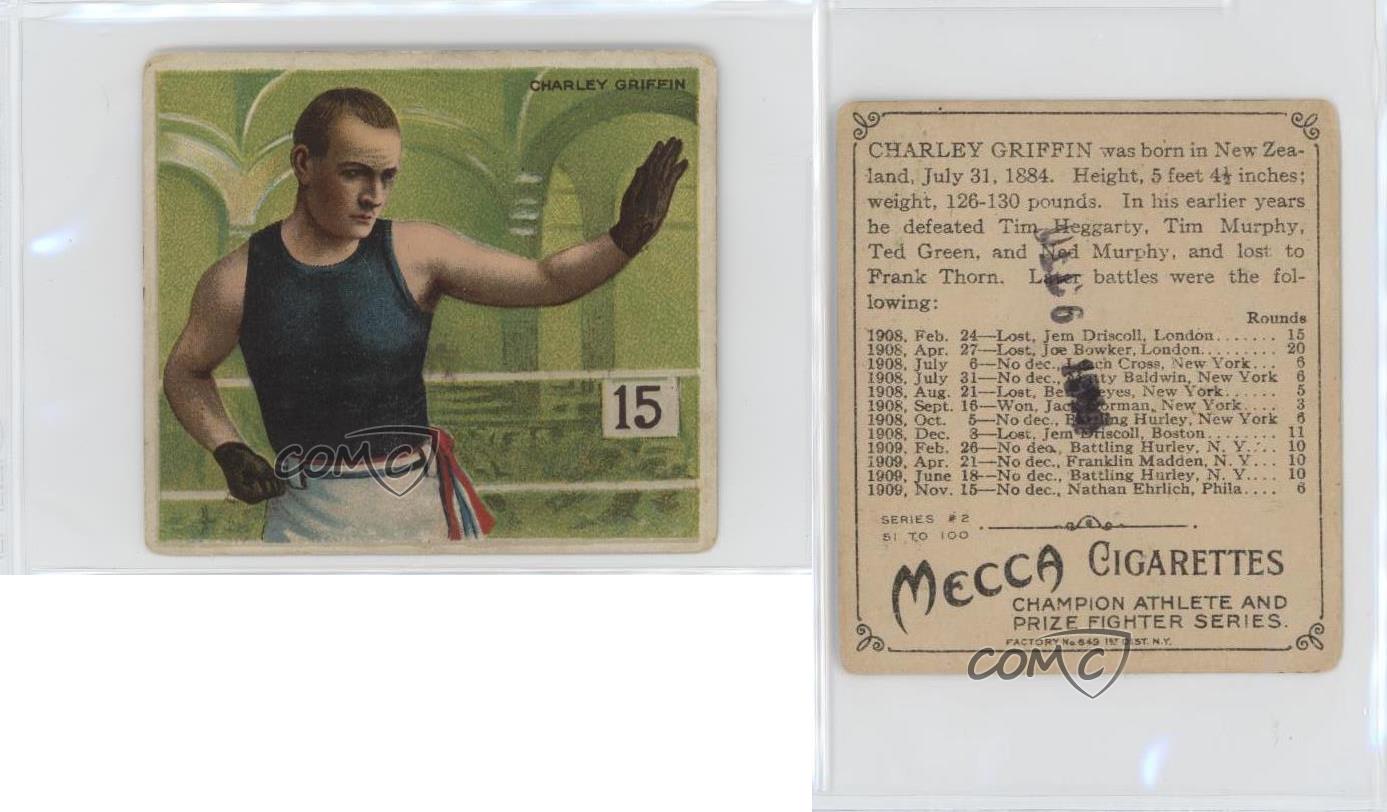 CHARLEY GRIFFIN
15
COMC
CHARLEY GRIFFIN was born in New Zea-
land, July 31, 1884. Height, 5 feet 4½ inches;
weight, 126-130 pounds. In his earlier years
he defeated Tim Heggarty, Tim Murphy,
Ted Green, and Ned Murphy, and lost to
Frank Thorn. Later battles were the fol-
lowing:
Rounds
1908, Feb. 24—Lost, Jem Driscoll, London....... 15
1908, Apr. 27—Lost, Joe Bowker, London......... 20
1908, July 6—No dec., Leach Cross, New York... 6
1908, July 31—No dec., Matty Baldwin, New York 6
1908, Aug. 21—Lost, New York...... 5
1908, Sept. 16—Won, New York.... 3
1908, Oct. 5—No dec., Battling Hurley, New York 6
1908, Dec. 3—Lost, Jem Driscoll, Boston......... 11
1909, Feb. 26—No dec., Battling Hurley, N. Y.... 10
1909, Apr. 21—No dec., Franklin Madden, N. Y... 10
1909, June 18—No dec., Battling Hurley, N. Y.... 10
1909, Nov. 15—No dec., Nathan Ehrlich, Phila.... 6
SERIES #2
51 TO 100
MECCA CIGARETTES
CHAMPION ATHLETE AND
PRIZE FIGHTER SERIES.
FACTORY No. 649 1ST DIST. N.Y.
COMC